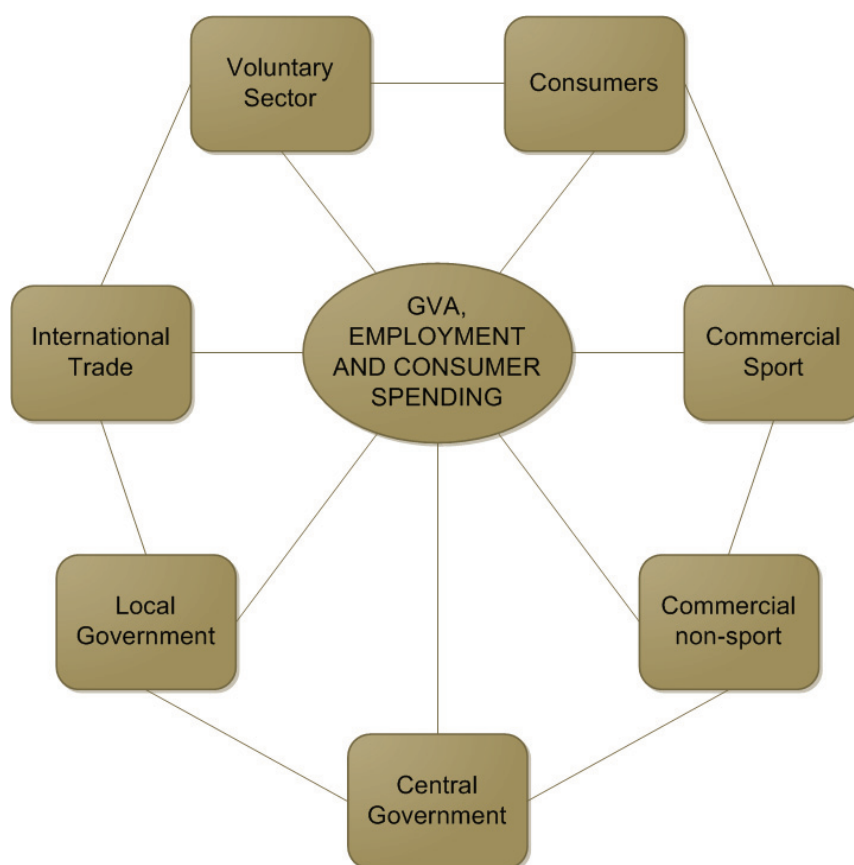 Voluntary
Sector
Consumers
GVA,
EMPLOYMENT
AND CONSUMER
SPENDING
International
Trade
Commercial
Sport
Local
Government
Commercial
non-sport
Central
Government